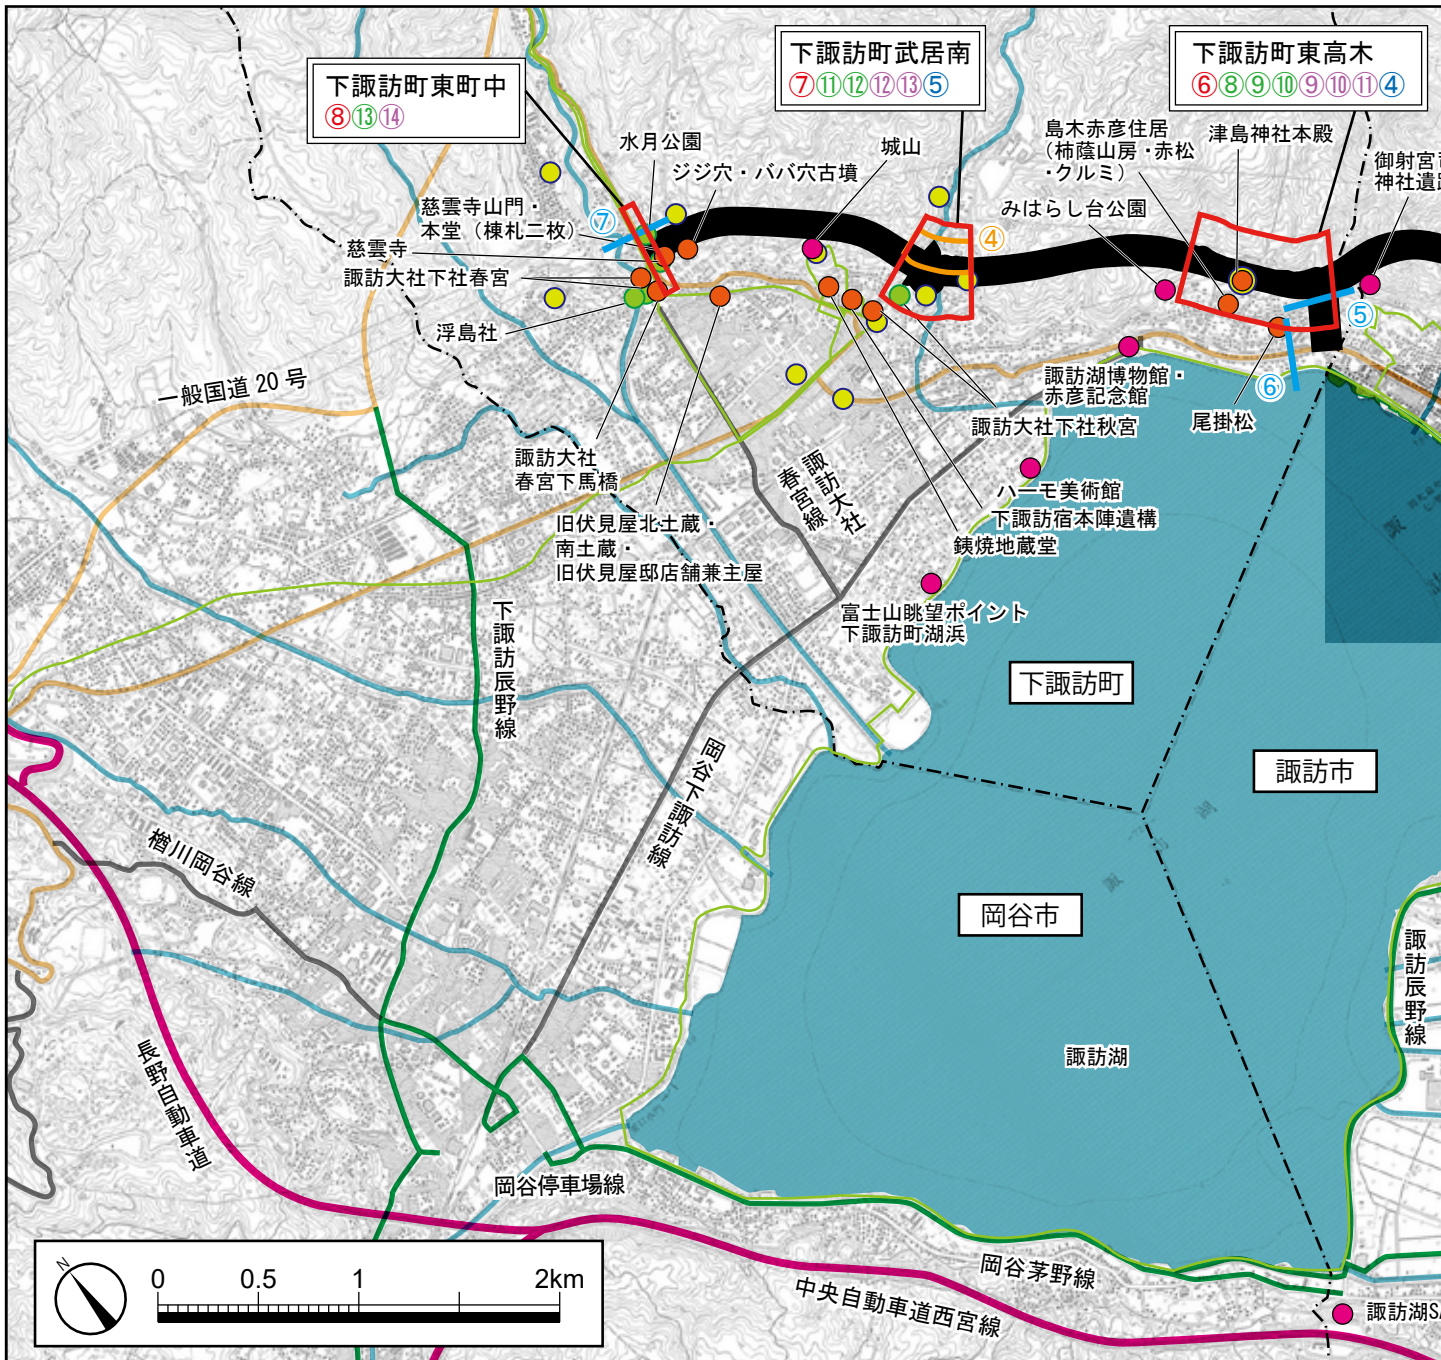 下諏訪町東町中
⑧⑬⑭
下諏訪町武居南
⑦⑪⑫⑫⑬⑤
下諏訪町東高木
⑥⑧⑨⑩⑨⑩⑪④
水月公園
ジジ穴・ババ穴古墳
城山
島木赤彦住居
（柿蔭山房・赤松
・クルミ）
津島神社本殿
御射宮司
神社遺跡
みはらし台公園
慈雲寺山門・
本堂（棟札二枚）
⑦
④
慈雲寺
諏訪大社下社春宮
浮島社
⑤
⑥
一般国道20号
諏訪湖博物館・
赤彦記念館
尾掛松
諏訪大社下社秋宮
諏訪大社
春宮下馬橋
諏訪大社
春宮線
ハーモ美術館
下諏訪宿本陣遺構
銕焼地蔵堂
旧伏見屋北土蔵・
南土蔵・
旧伏見屋邸店舗兼主屋
富士山眺望ポイント
下諏訪町湖浜
下諏訪辰野線
下諏訪町
岡谷下諏訪線
諏訪市
楢川岡谷線
岡谷市
諏訪辰野線
長野自動車道
諏訪湖
岡谷停車場線
岡谷茅野線
中央自動車道西宮線
諏訪湖SA
N
0 0.5 1 2km